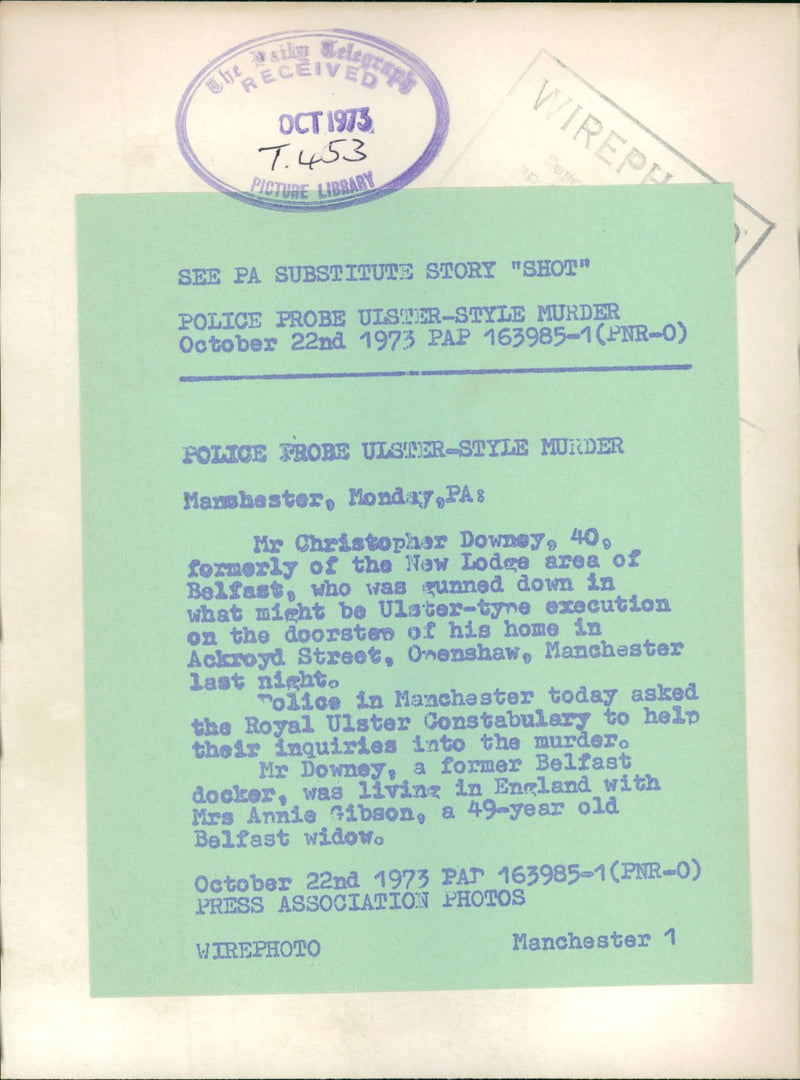 The Daily Telegraph
RECEIVED
OCT 1973
T.453
PICTURE LIBRARY
WIREPH
SEE PA SUBSTITUTE STORY "SHOT"
POLICE PROBE ULSTER-STYLE MURDER
October 22nd 1973 PAP 163985-1(PNR-O)
POLICE PROBE ULSTER-STYLE MURDER
Manshester, Monday,PA:
Mr Christopher Downey, 40,
formerly of the New Lodge area of
Belfast, who was gunned down in
what might be Ulster-type execution
on the doorstep of his home in
Ackroyd Street, Openshaw, Manchester
last night.
Police in Manchester today asked
the Royal Ulster Constabulary to help
their inquiries into the murder.
Mr Downey, a former Belfast
docker, was living in England with
Mrs Annie Gibson, a 49-year old
Belfast widow.
October 22nd 1973 PAP 163985-1(PNR-O)
PRESS ASSOCIATION PHOTOS
WIREPHOTO Manchester 1